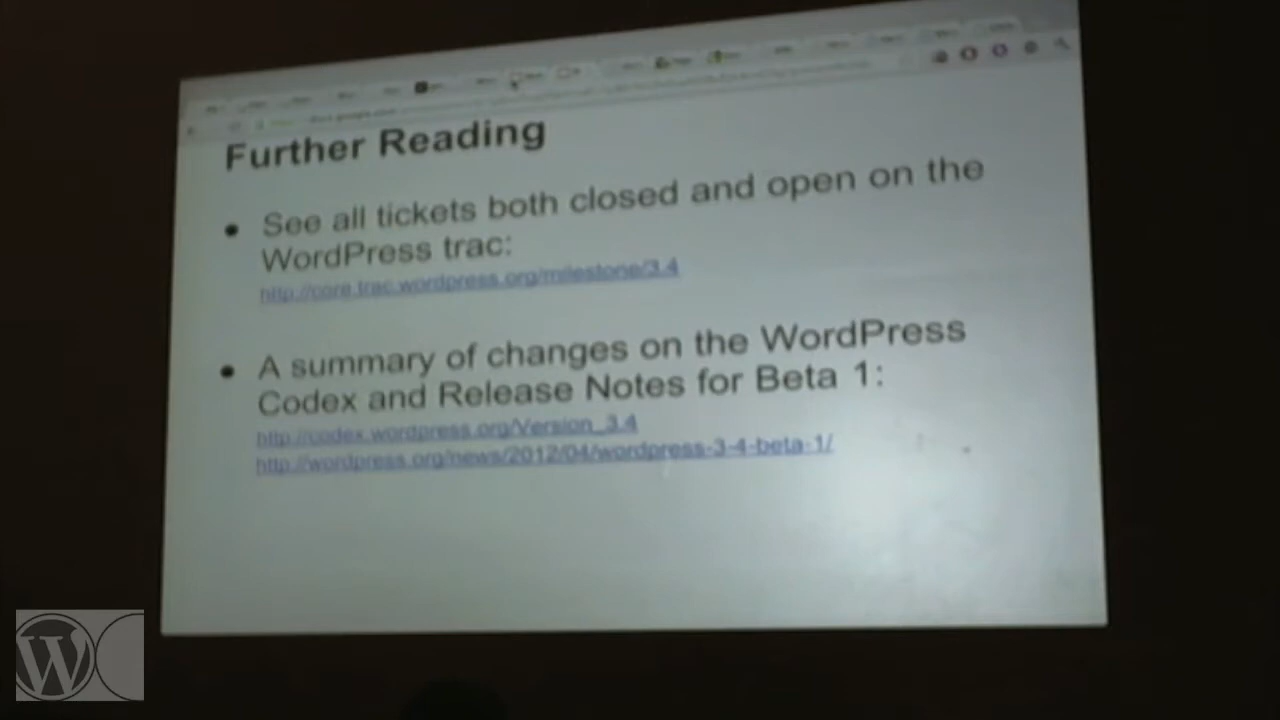 Further Reading
• See all tickets both closed and open on the
WordPress trac:
http://core.trac.wordpress.org/milestone/3.4
• A summary of changes on the WordPress
Codex and Release Notes for Beta 1:
http://codex.wordpress.org/Version_3.4
http://wordpress.org/news/2012/04/wordpress-3-4-beta-1/
W